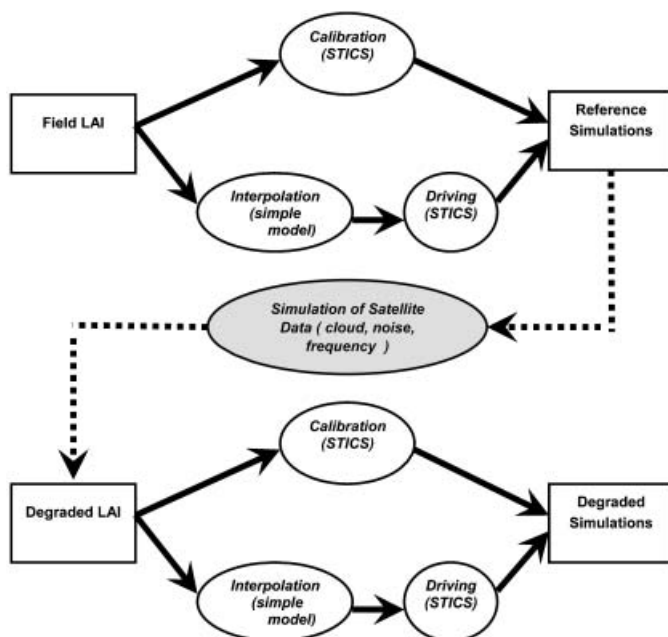 Calibration
(STICS)
Field LAI
Reference
Simulations
Interpolation
(simple
model)
Driving
(STICS)
Simulation of Satellite
Data ( cloud, noise,
frequency )
Calibration
(STICS)
Degraded LAI
Degraded
Simulations
Interpolation
(simple
model)
Driving
(STICS)